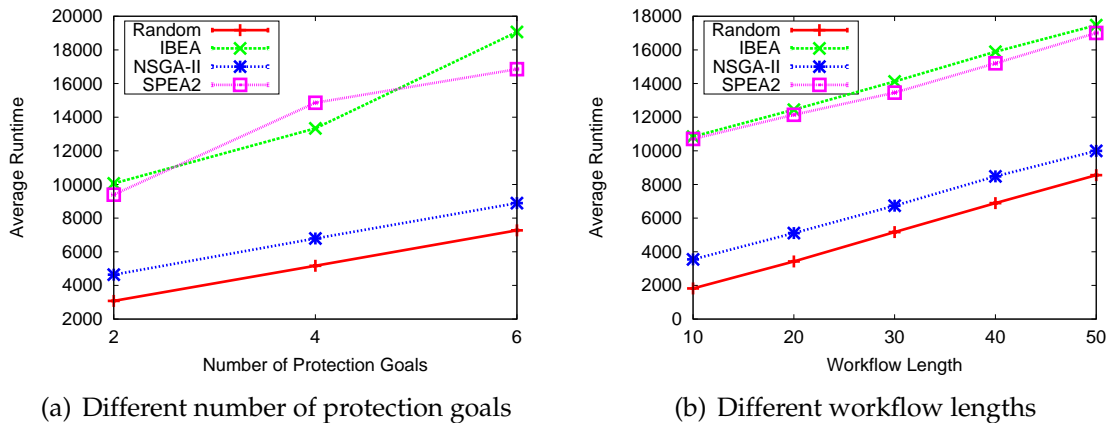 Random
IBEA
NSGA-II
SPEA2
20000
18000
16000
14000
12000
10000
8000
6000
4000
2000
Average Runtime
2 4 6
Number of Protection Goals
(a) Different number of protection goals
Random
IBEA
NSGA-II
SPEA2
18000
16000
14000
12000
10000
8000
6000
4000
2000
0
Average Runtime
10 20 30 40 50
Workflow Length
(b) Different workflow lengths